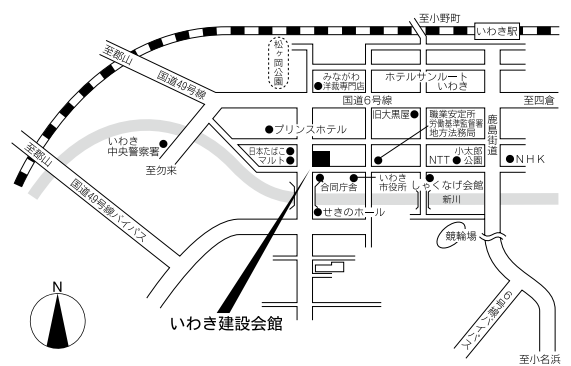 至小野町
いわき駅
松ヶ岡公園
至郡山
国道49号線
みながわ
洋裁専門店
ホテルサンルート
いわき
国道6号線
至四倉
旧大黒屋
職業安定所
労働基準監督署
地方法務局
鹿島街道
プリンスホテル
いわき
中央警察署
至勿来
日本たばこ
マルト
小太郎
公園
NTT
NHK
至郡山
国道49号線バイパス
合同庁舎
いわき
市役所
しゃくなげ会館
新川
せきのホール
競輪場
N
いわき建設会館
6号線バイパス
至小名浜